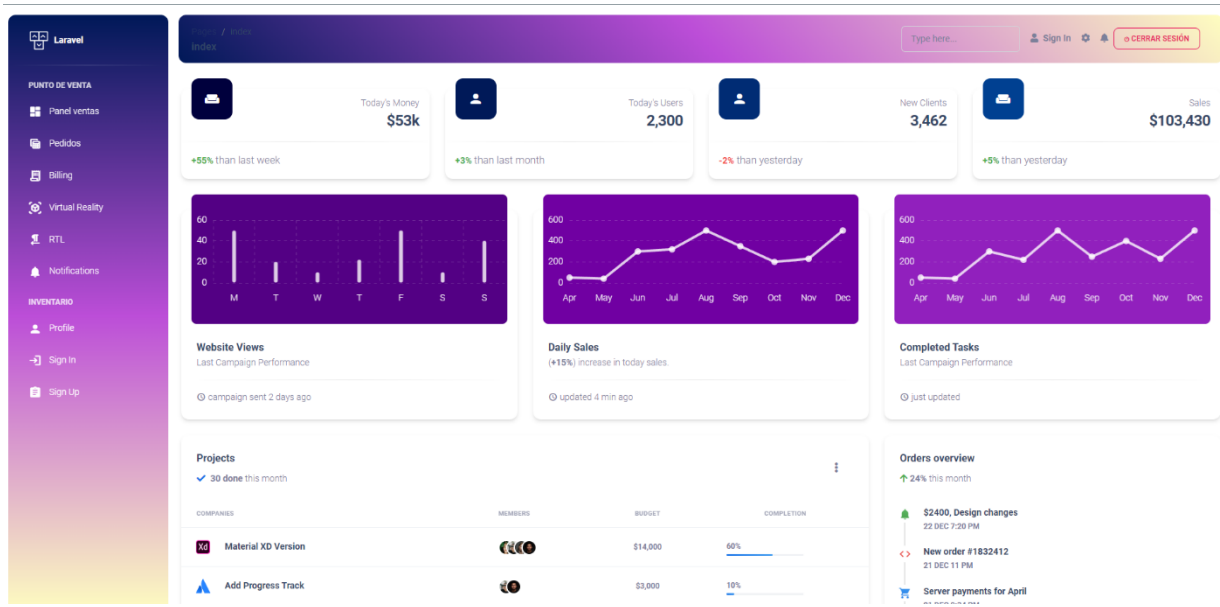 Laravel
PUNTO DE VENTA
Panel ventas
Pedidos
Billing
Virtual Reality
RTL
Notifications
INVENTARIO
Profile
Sign In
Sign Up
Pages / Index
Index
Type here...
Sign In
CERRAR SESIÓN
Today's Money
$53k
+55% than last week
Today's Users
2,300
+3% than last month
New Clients
3,462
-2% than yesterday
Sales
$103,430
+5% than yesterday
60
40
20
0
M T W T F S S
Website Views
Last Campaign Performance
campaign sent 2 days ago
600
400
200
0
Apr May Jun Jul Aug Sep Oct Nov Dec
Daily Sales
(+15%) increase in today sales.
updated 4 min ago
600
400
200
0
Apr May Jun Jul Aug Sep Oct Nov Dec
Completed Tasks
Last Campaign Performance
just updated
Projects
30 done this month
COMPANIES MEMBERS BUDGET COMPLETION
Xd Material XD Version $14,000 60%
Add Progress Track $3,000 10%
Orders overview
24% this month
$2400, Design changes
22 DEC 7:20 PM
New order #1832412
21 DEC 11 PM
Server payments for April